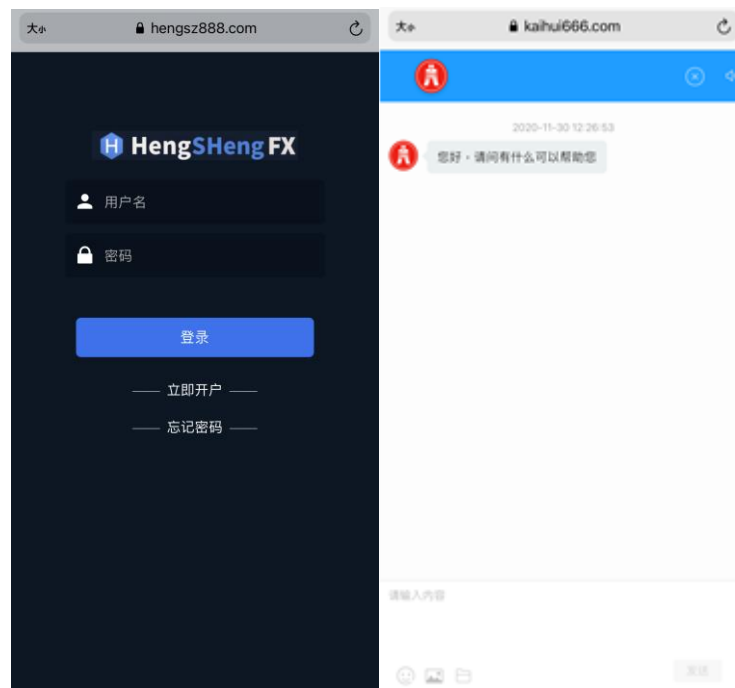 大小
hengsz888.com
HengSHeng FX
用户名
密码
登录
立即开户
忘记密码
大小
kaihui666.com
2020-11-30 12:26:53
您好，请问有什么可以帮助您
请输入内容
发送